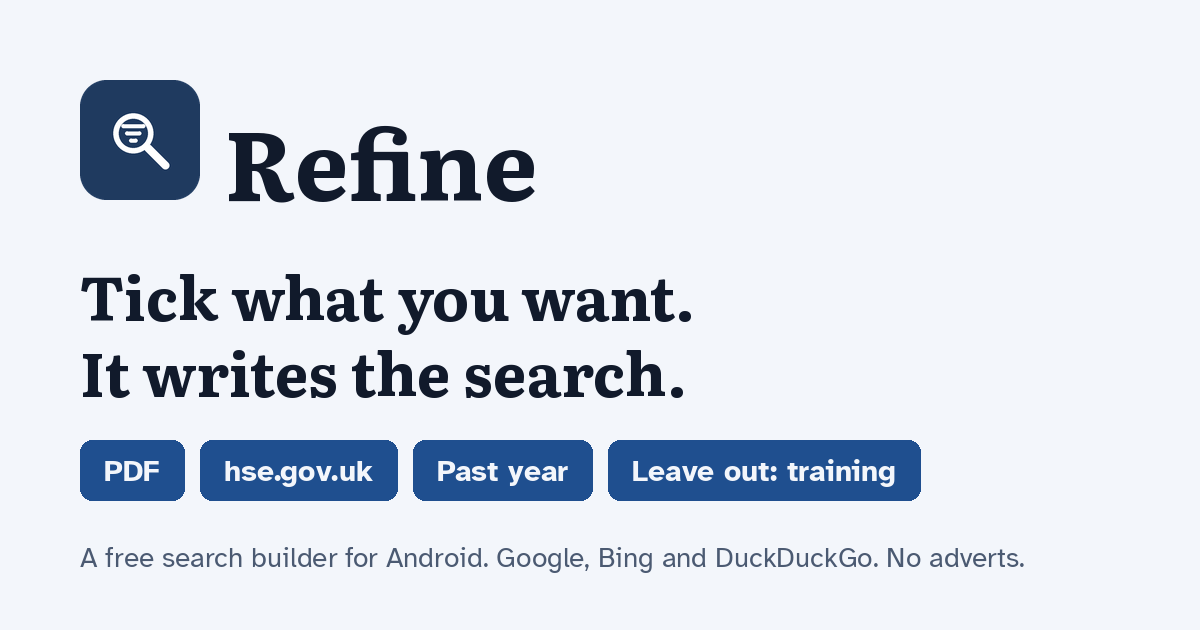 Refine
Tick what you want.
It writes the search.
PDF hse.gov.uk Past year Leave out: training
A free search builder for Android. Google, Bing and DuckDuckGo. No adverts.